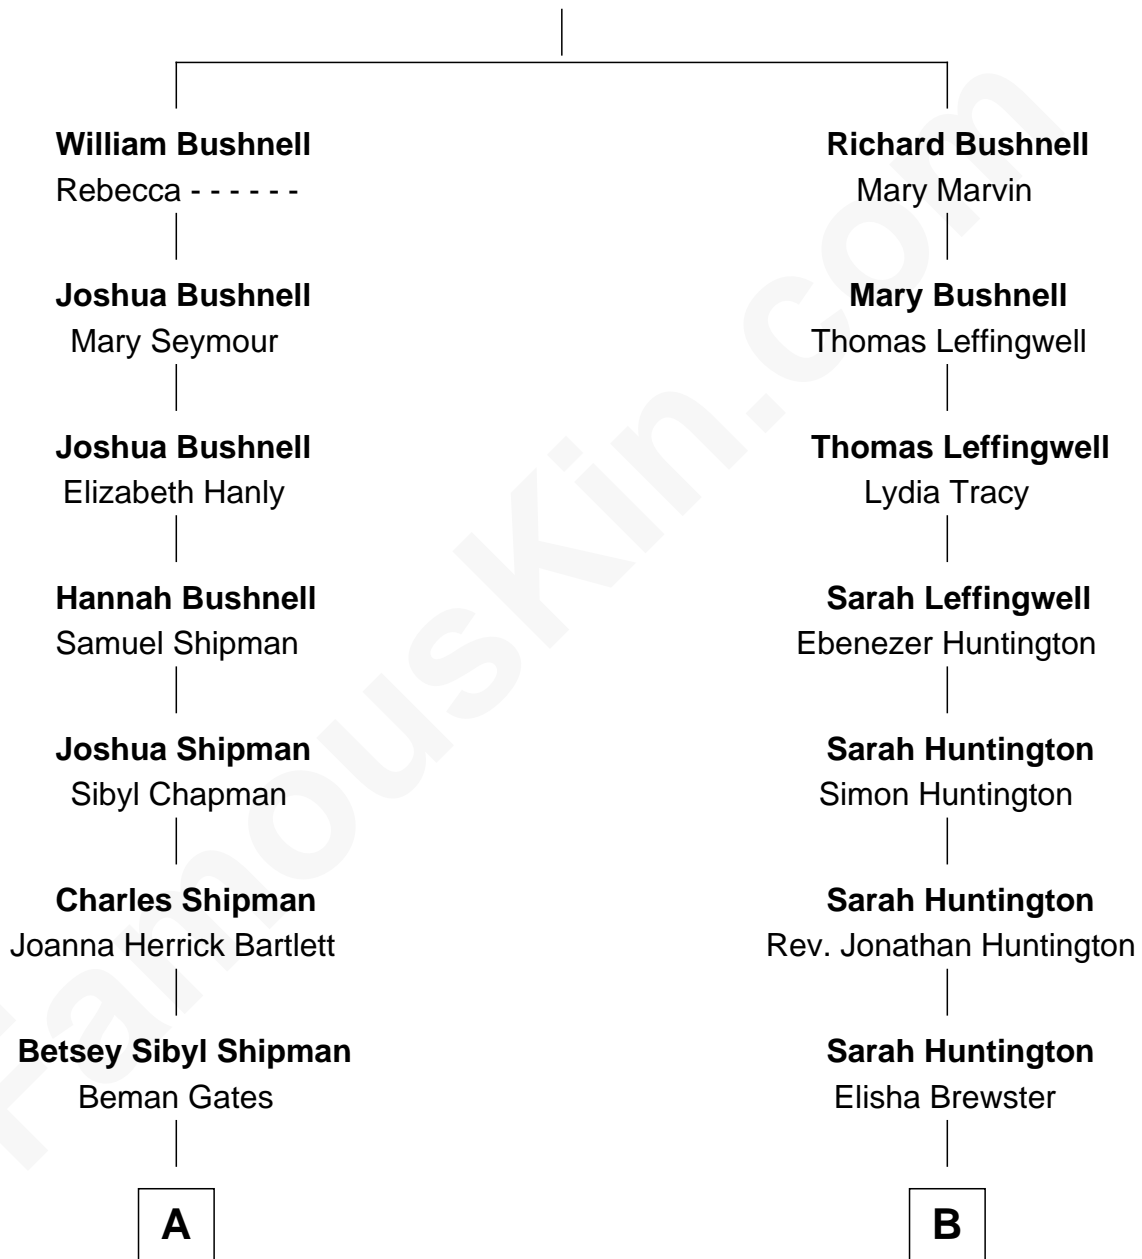 William Bushnell
Rebecca - - - - - -
Joshua Bushnell
Mary Seymour
Joshua Bushnell
Elizabeth Hanly
Hannah Bushnell
Samuel Shipman
Joshua Shipman
Sibyl Chapman
Charles Shipman
Joanna Herrick Bartlett
Betsey Sibyl Shipman
Beman Gates
A
Richard Bushnell
Mary Marvin
Mary Bushnell
Thomas Leffingwell
Thomas Leffingwell
Lydia Tracy
Sarah Leffingwell
Ebenezer Huntington
Sarah Huntington
Simon Huntington
Sarah Huntington
Rev. Jonathan Huntington
Sarah Huntington
Elisha Brewster
B
FamousKin.com